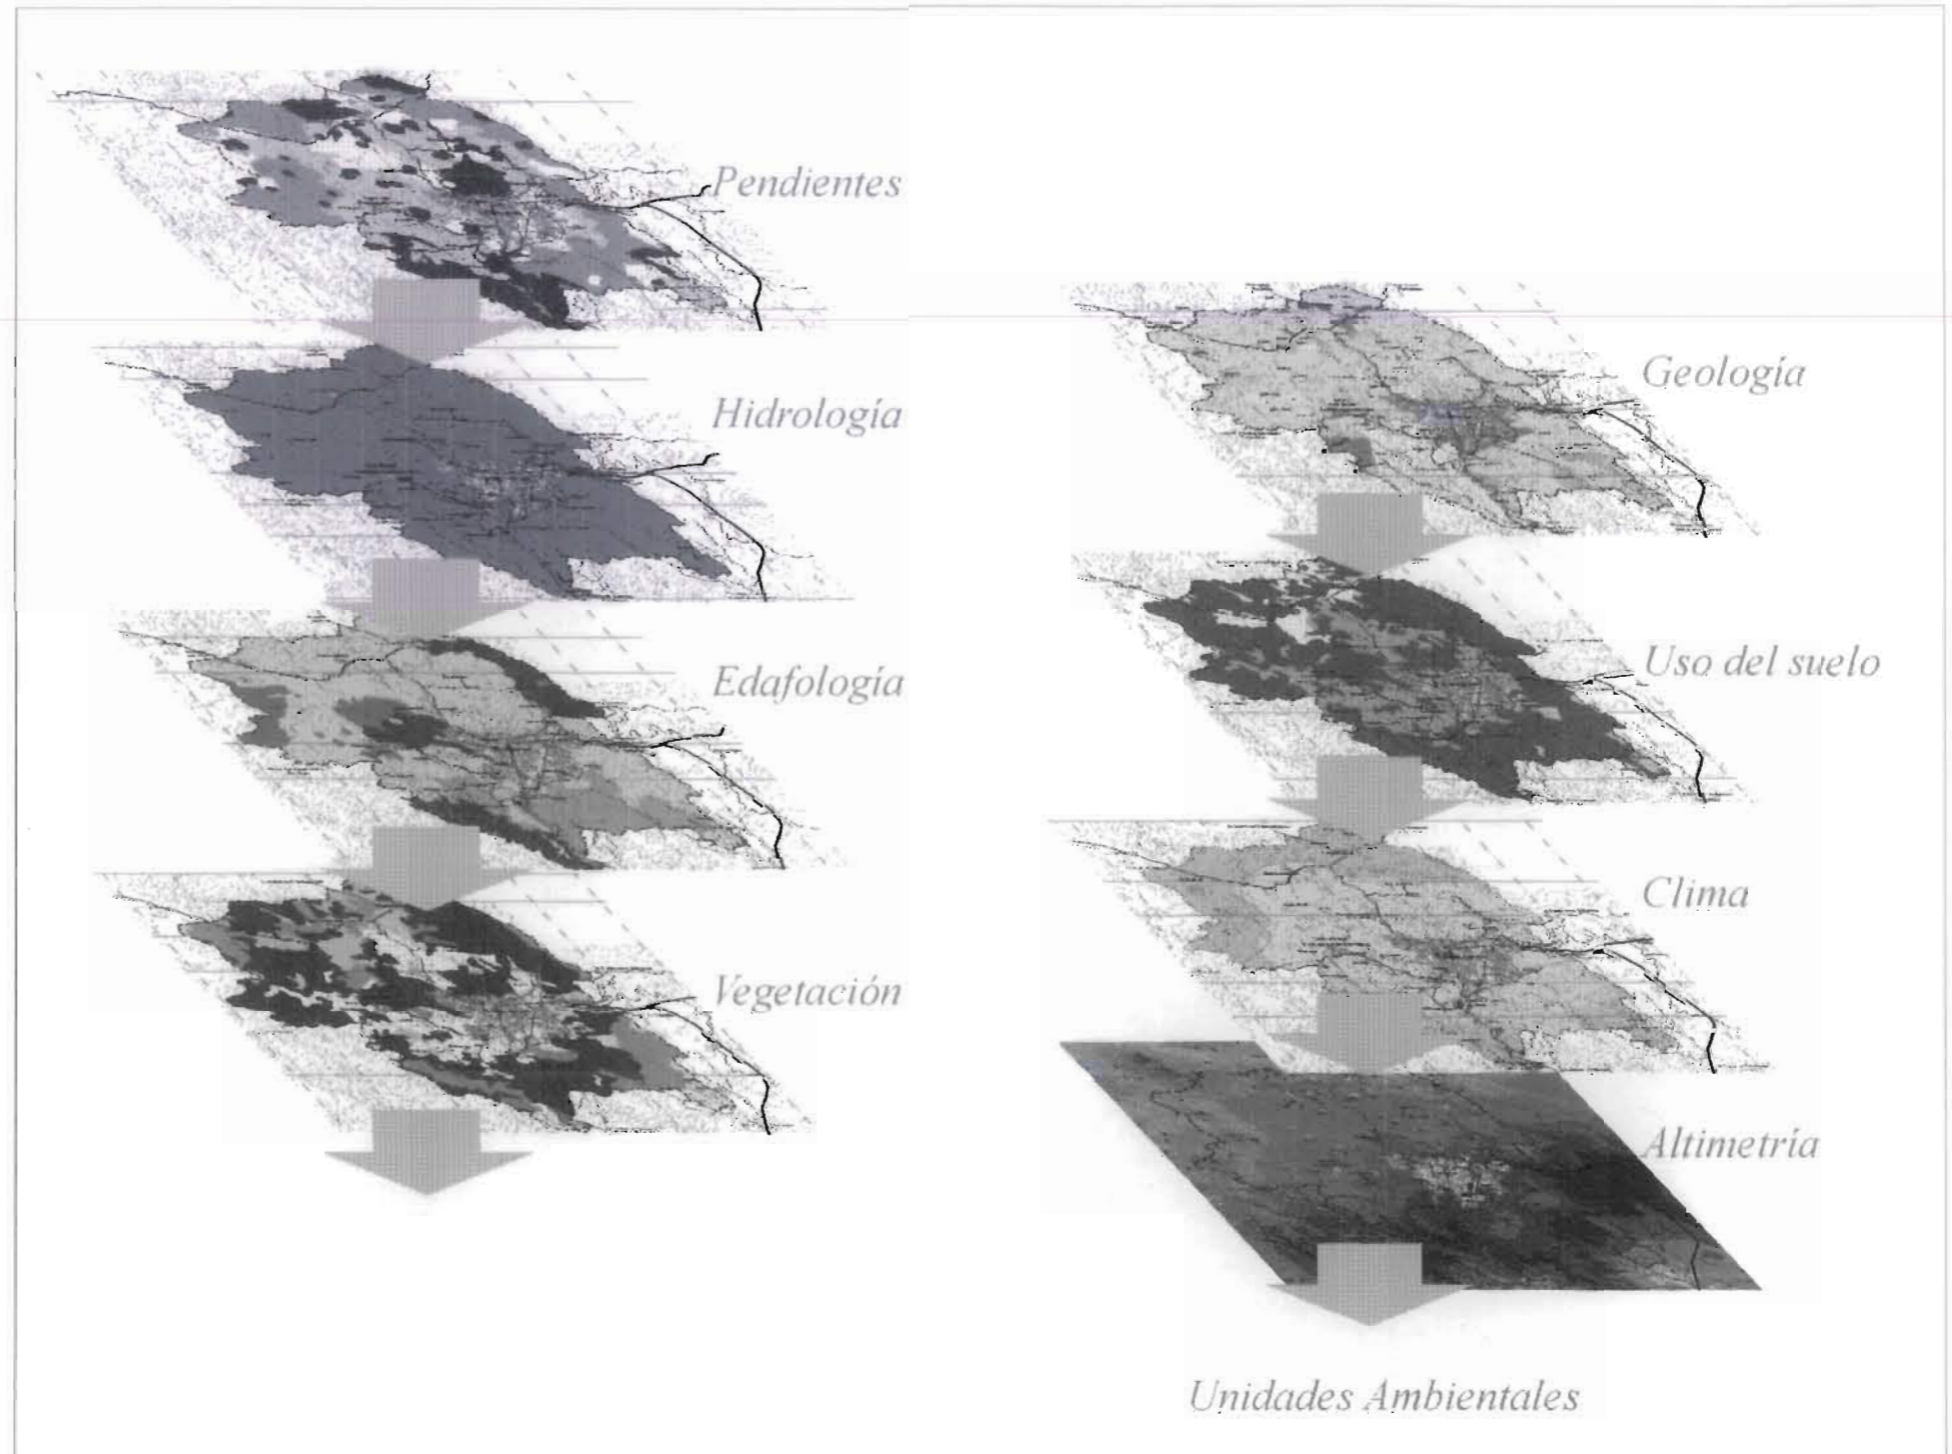 Pendientes
Hidrología
Edafología
Vegetación
Geología
Uso del suelo
Clima
Altimetría
Unidades Ambientales